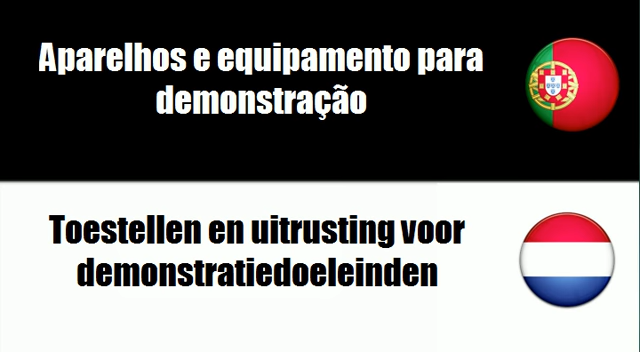 Aparelhos e equipamento para
demonstração
Toestellen en uitrusting voor
demonstratiedoeleinden